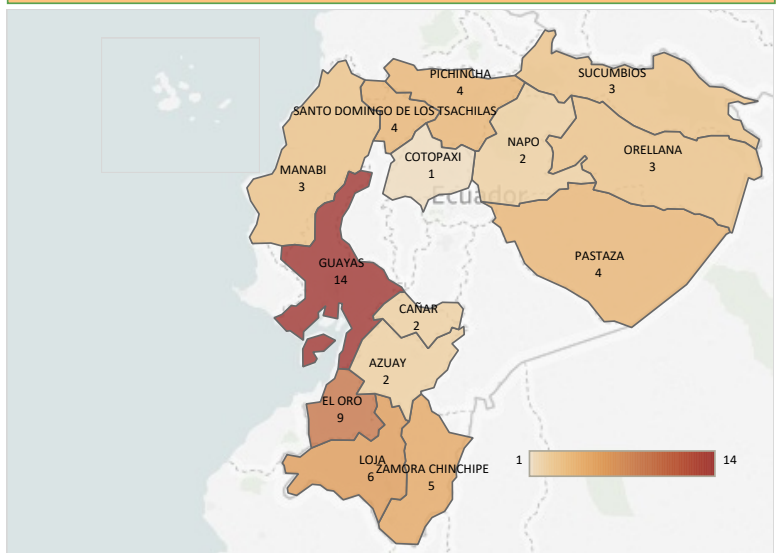 PICHINCHA
4
SUCUMBIOS
3
SANTO DOMINGO DE LOS TSACHILAS
4
NAPO
2
ORELLANA
3
COTOPAXI
1
MANABI
3
Ecuador
PASTAZA
4
GUAYAS
14
CAÑAR
2
AZUAY
2
EL ORO
9
LOJA
6
ZAMORA CHINCHIPE
5
1 14